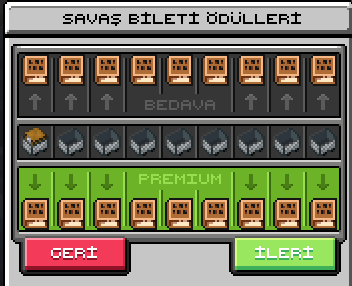 SAVAŞ BİLETİ ÖDÜLLERİ
BEDAVA
PREMIUM
GERİ
İLERİ